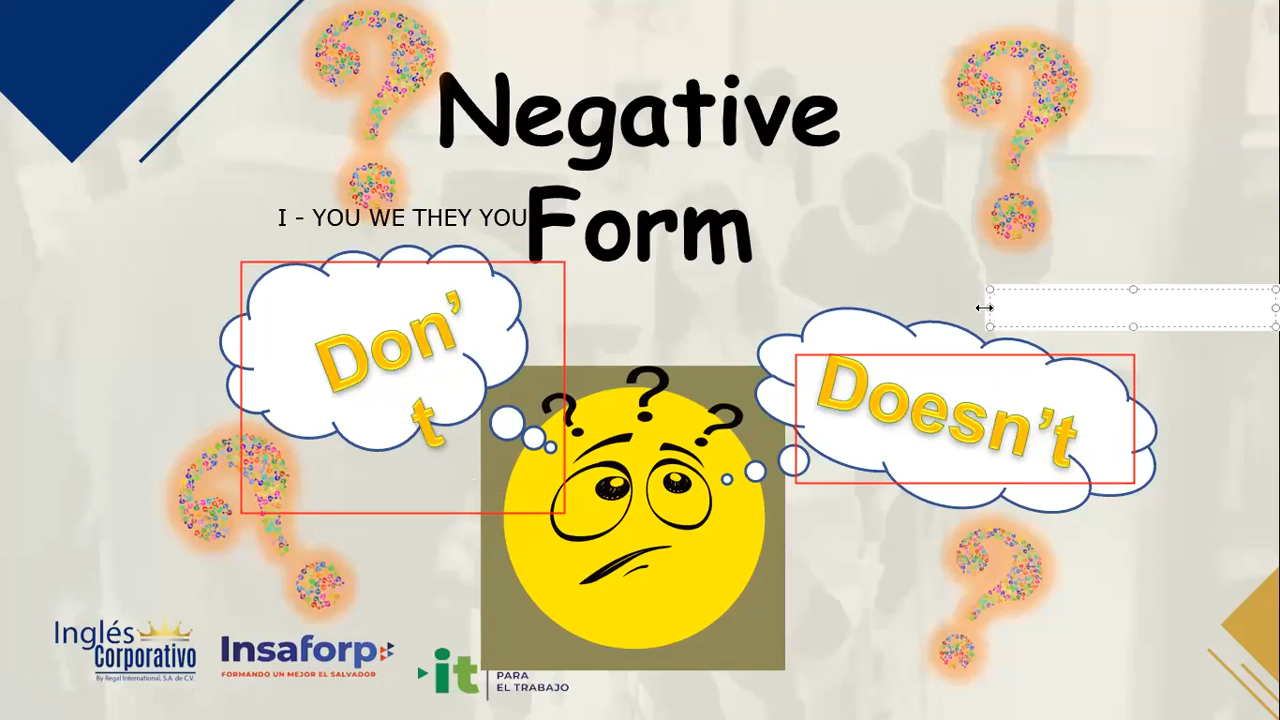 Negative
Form
I - YOU WE THEY YOU
Don'
t
Doesn't
Inglés
Corporativo
By Regal International, S.A. de C.V.
Insaforp
FORMANDO UN MEJOR EL SALVADOR
it
PARA
EL TRABAJO